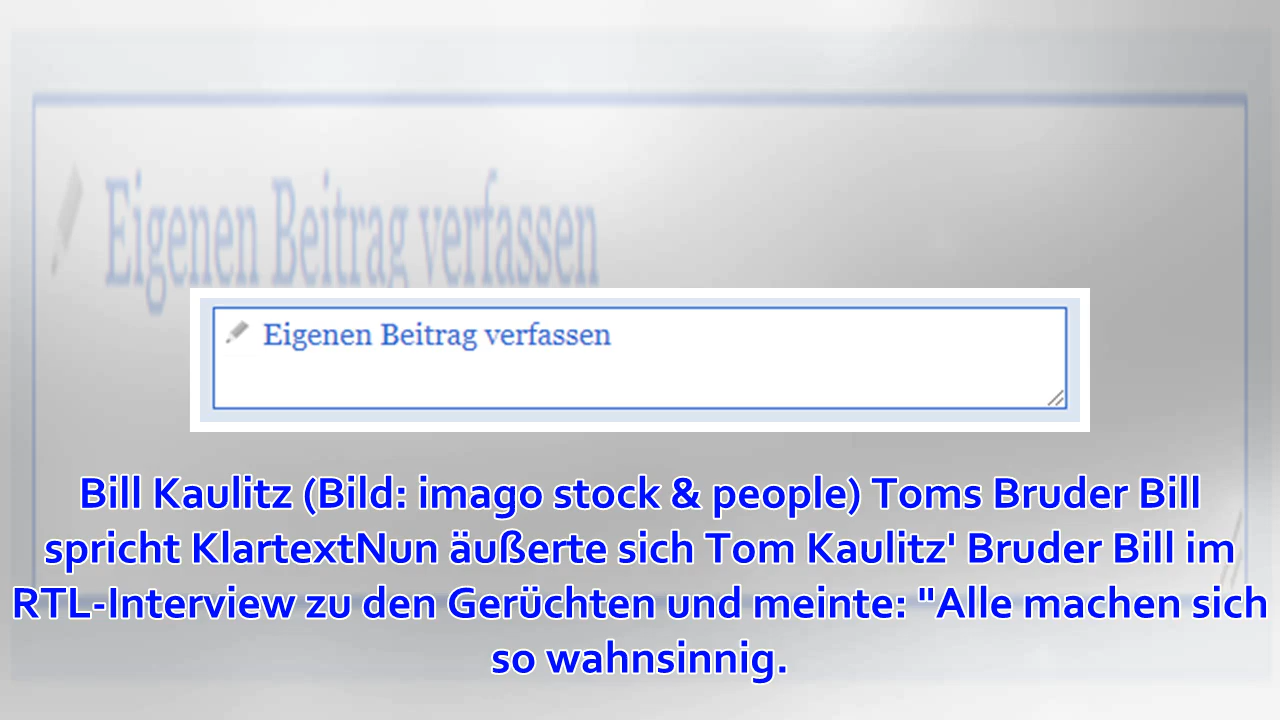 Eigenen Beitrag verfassen
Eigenen Beitrag verfassen
Bill Kaulitz (Bild: imago stock & people) Toms Bruder Bill
spricht KlartextNun äußerte sich Tom Kaulitz' Bruder Bill im
RTL-Interview zu den Gerüchten und meinte: "Alle machen sich
so wahnsinnig.